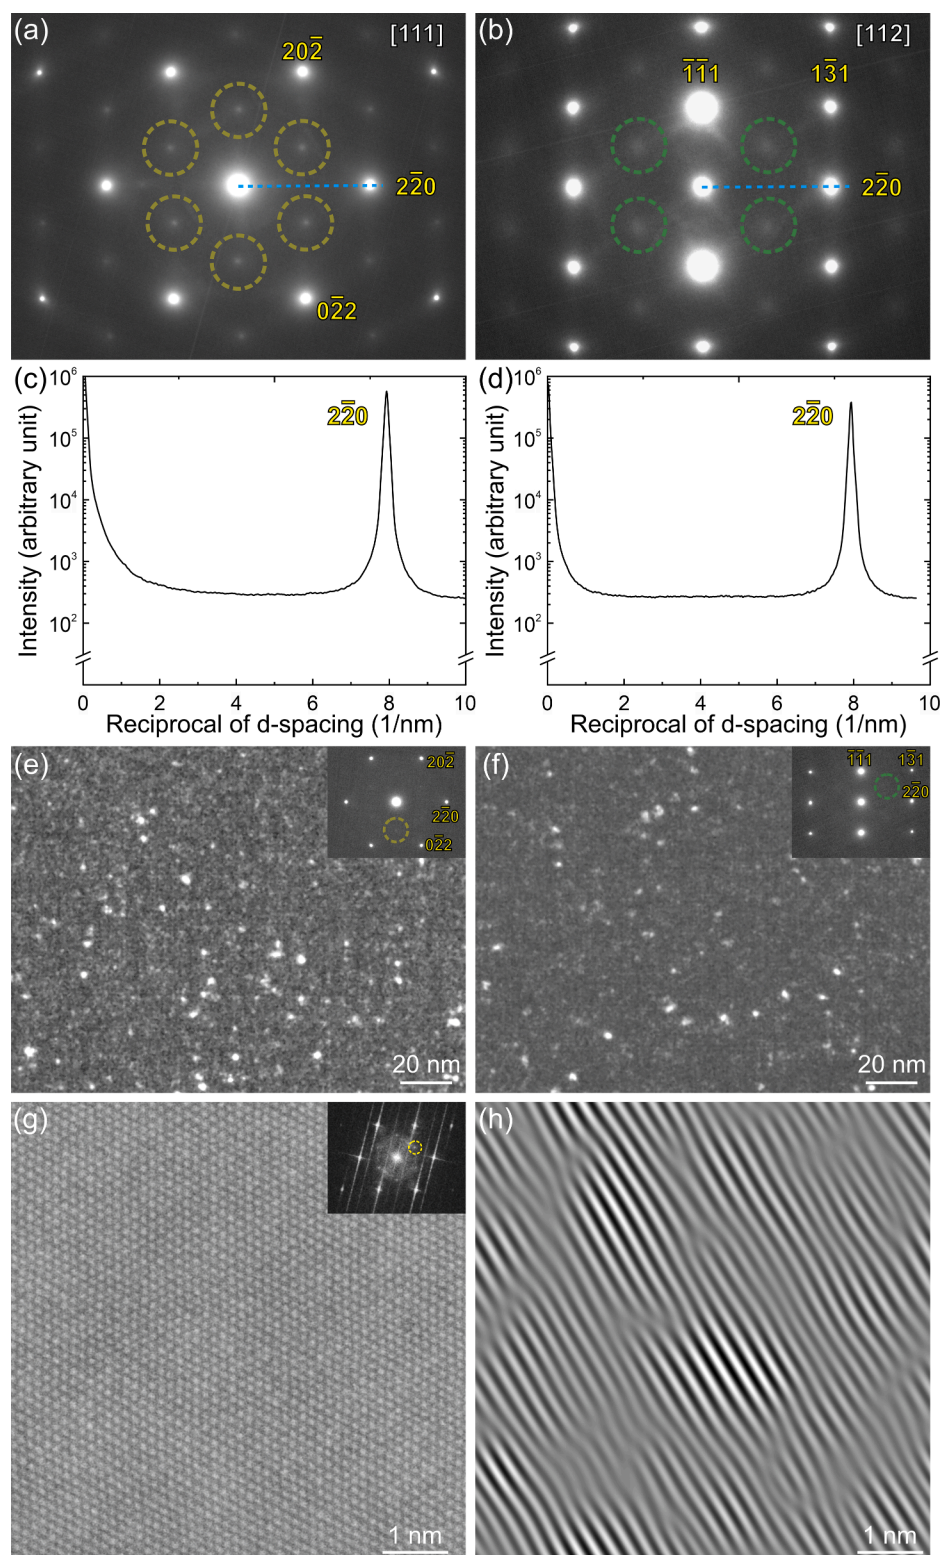 (a)
[111]
202̅
22̅0
02̅2
(b)
[112]
1̅1̅1
13̅1
22̅0
(c)
10⁶
10⁵
10⁴
10³
10²
22̅0
Intensity (arbitrary unit)
0 2 4 6 8 10
Reciprocal of d-spacing (1/nm)
(d)
10⁶
10⁵
10⁴
10³
10²
22̅0
Intensity (arbitrary unit)
0 2 4 6 8 10
Reciprocal of d-spacing (1/nm)
(e)
202̅
22̅0
02̅2
20 nm
(f)
1̅1̅1
13̅1
22̅0
20 nm
(g)
1 nm
(h)
1 nm